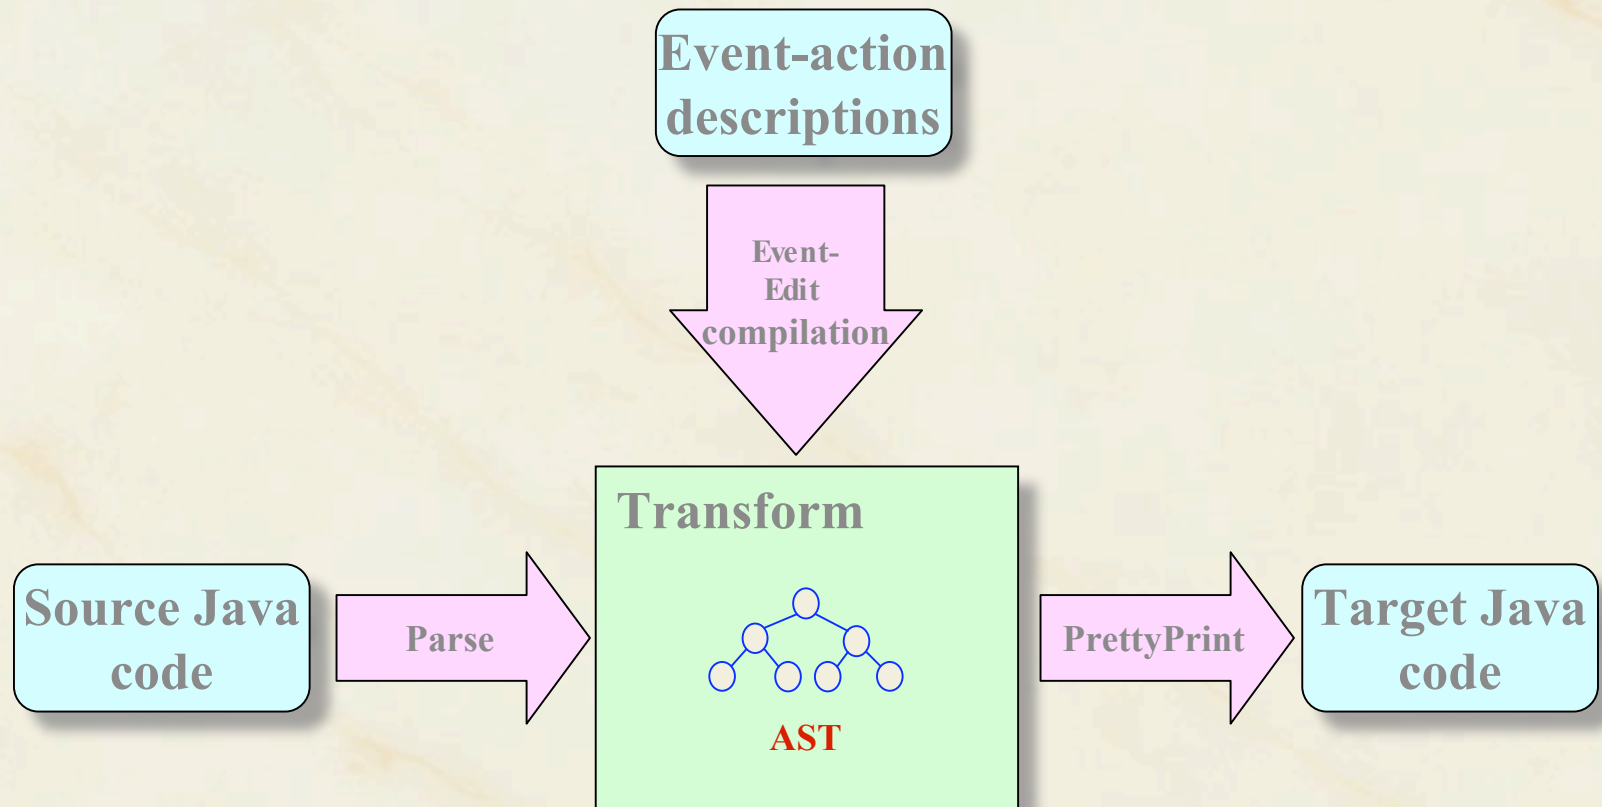 Event-action
descriptions
Event-
Edit
compilation
Transform
Source Java
code
Parse
AST
PrettyPrint
Target Java
code